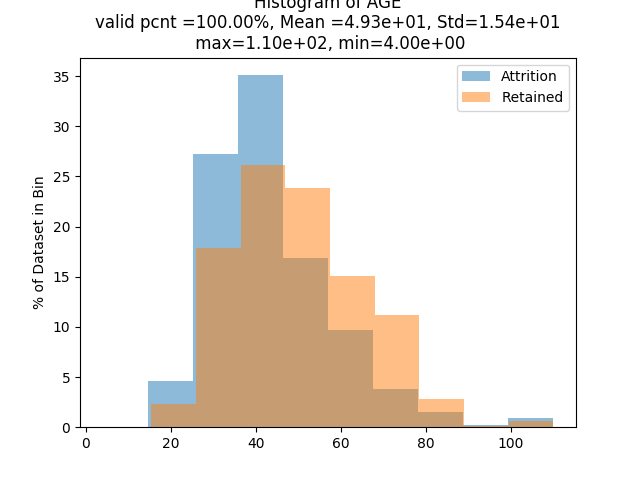 Histogram of AGE
valid pcnt =100.00%, Mean =4.93e+01, Std=1.54e+01
max=1.10e+02, min=4.00e+00
Attrition
Retained
% of Dataset in Bin
35
30
25
20
15
10
5
0
0 20 40 60 80 100